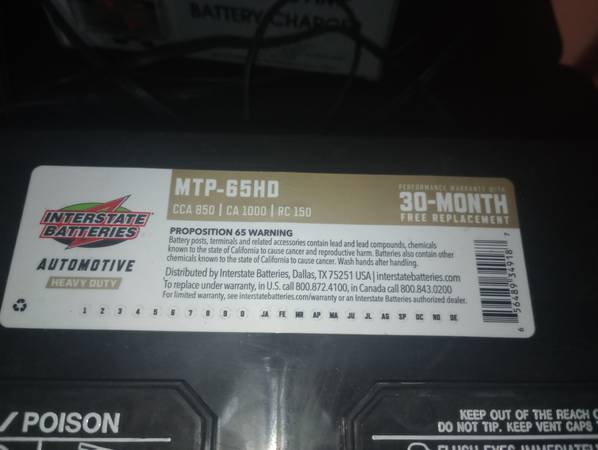 BATTERY CHARGE
MTP-65HD
CCA 850 | CA 1000 | RC 150
PERFORMANCE WARRANTY WITH
30-MONTH
FREE REPLACEMENT
INTERSTATE
BATTERIES
AUTOMOTIVE
HEAVY DUTY
PROPOSITION 65 WARNING
Battery posts, terminals and related accessories contain lead and lead compounds, chemicals
known to the state of California to cause cancer and reproductive harm. Batteries also contain other
chemicals known to the state of California to cause cancer. Wash hands after handling.
Distributed by Interstate Batteries, Dallas, TX 75251 USA | interstatebatteries.com
To replace under warranty, in U.S. call 800.872.4100, in Canada call 800.843.0200
For limited warranty, see interstatebatteries.com/warranty or an Interstate Batteries authorized dealer.
1 2 3 4 5 6 7 8 9 0 JA FE MR AP MA JU JL AG SP OC NO DE
6 56489 34918 7
/ POISON
KEEP OUT OF THE REACH
DO NOT TIP. KEEP VENT CAPS
FLUSH EYES IMMEDIATELY